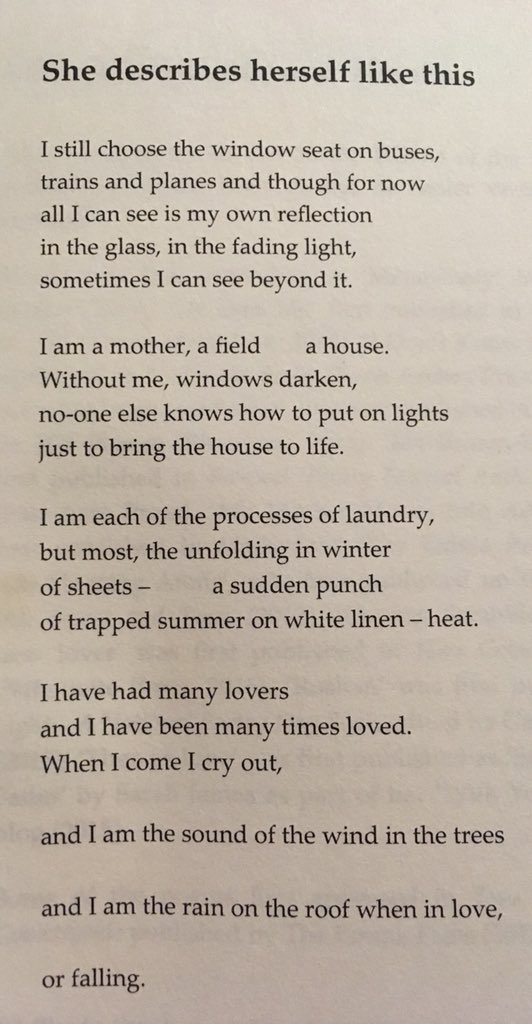 She describes herself like this
I still choose the window seat on buses,
trains and planes and though for now
all I can see is my own reflection
in the glass, in the fading light,
sometimes I can see beyond it.
I am a mother, a field a house.
Without me, windows darken,
no-one else knows how to put on lights
just to bring the house to life.
I am each of the processes of laundry,
but most, the unfolding in winter
of sheets – a sudden punch
of trapped summer on white linen – heat.
I have had many lovers
and I have been many times loved.
When I come I cry out,
and I am the sound of the wind in the trees
and I am the rain on the roof when in love,
or falling.